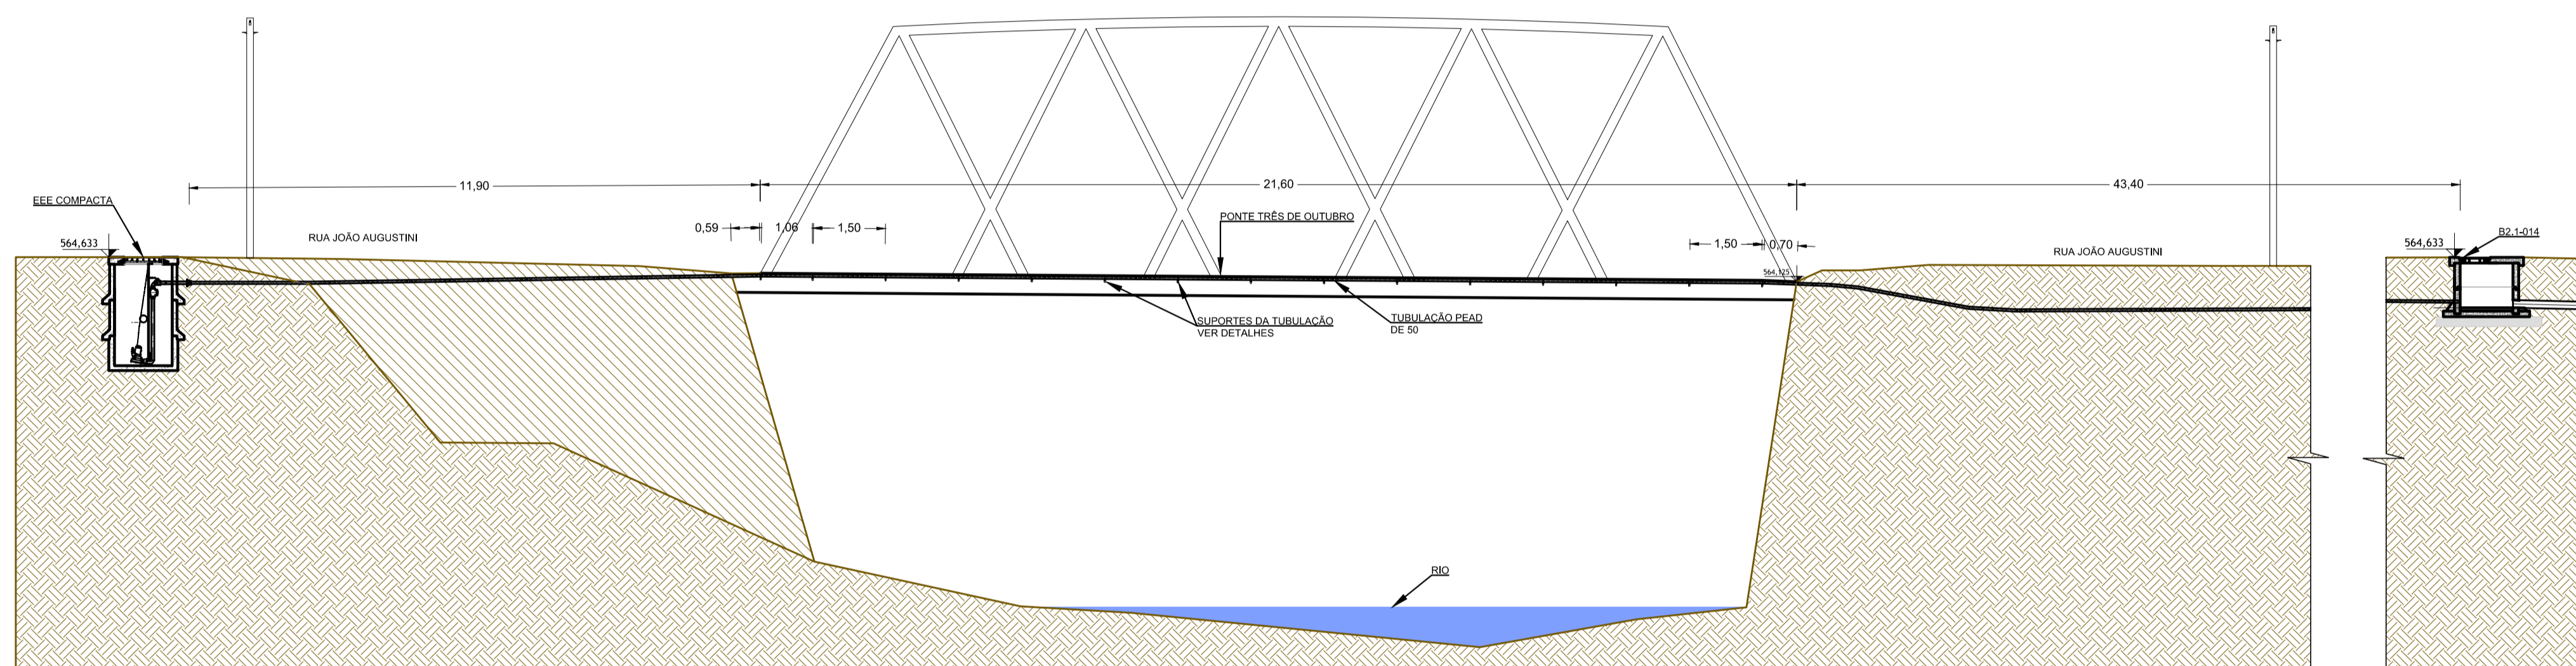 11,90
21,60
43,40
EEE COMPACTA
564,633
RUA JOÃO AUGUSTINI
0,59
1,06
1,50
PONTE TRÊS DE OUTUBRO
1,50
0,70
564,125
RUA JOÃO AUGUSTINI
564,633
B2.1-014
SUPORTES DA TUBULAÇÃO
VER DETALHES
TUBULAÇÃO PEAD
DE 50
RIO